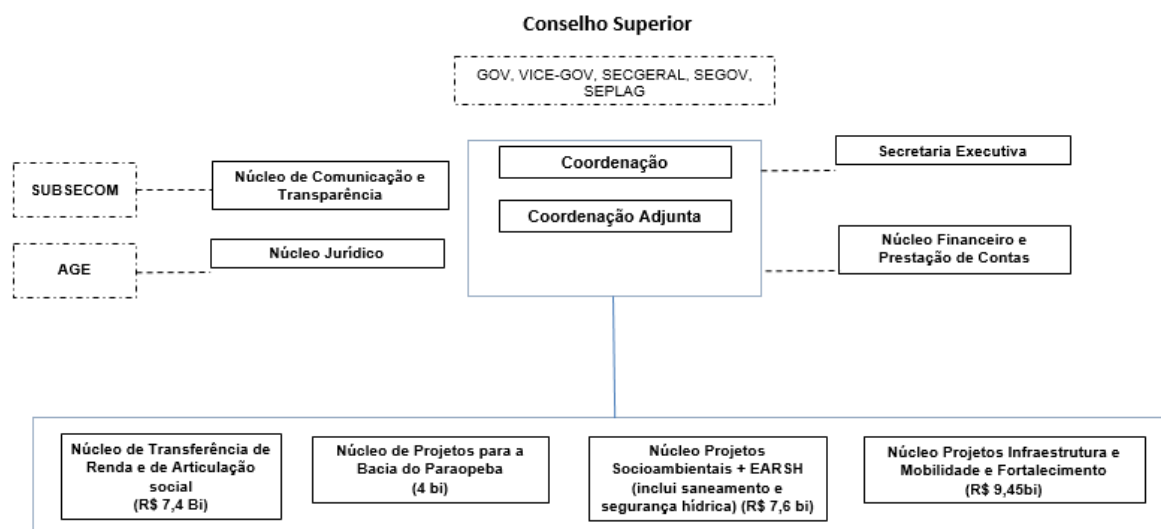 Conselho Superior
GOV, VICE-GOV, SECGERAL, SEGOV,
SEPLAG
SUBSECOM
Núcleo de Comunicação e
Transparência
AGE
Núcleo Jurídico
Coordenação
Coordenação Adjunta
Secretaria Executiva
Núcleo Financeiro e
Prestação de Contas
Núcleo de Transferência de
Renda e de Articulação
social
(R$ 7,4 Bi)
Núcleo de Projetos para a
Bacia do Paraopeba
(4 bi)
Núcleo Projetos
Socioambientais + EARSH
(inclui saneamento e
segurança hídrica) (R$ 7,6 bi)
Núcleo Projetos Infraestrutura e
Mobilidade e Fortalecimento
(R$ 9,45bi)